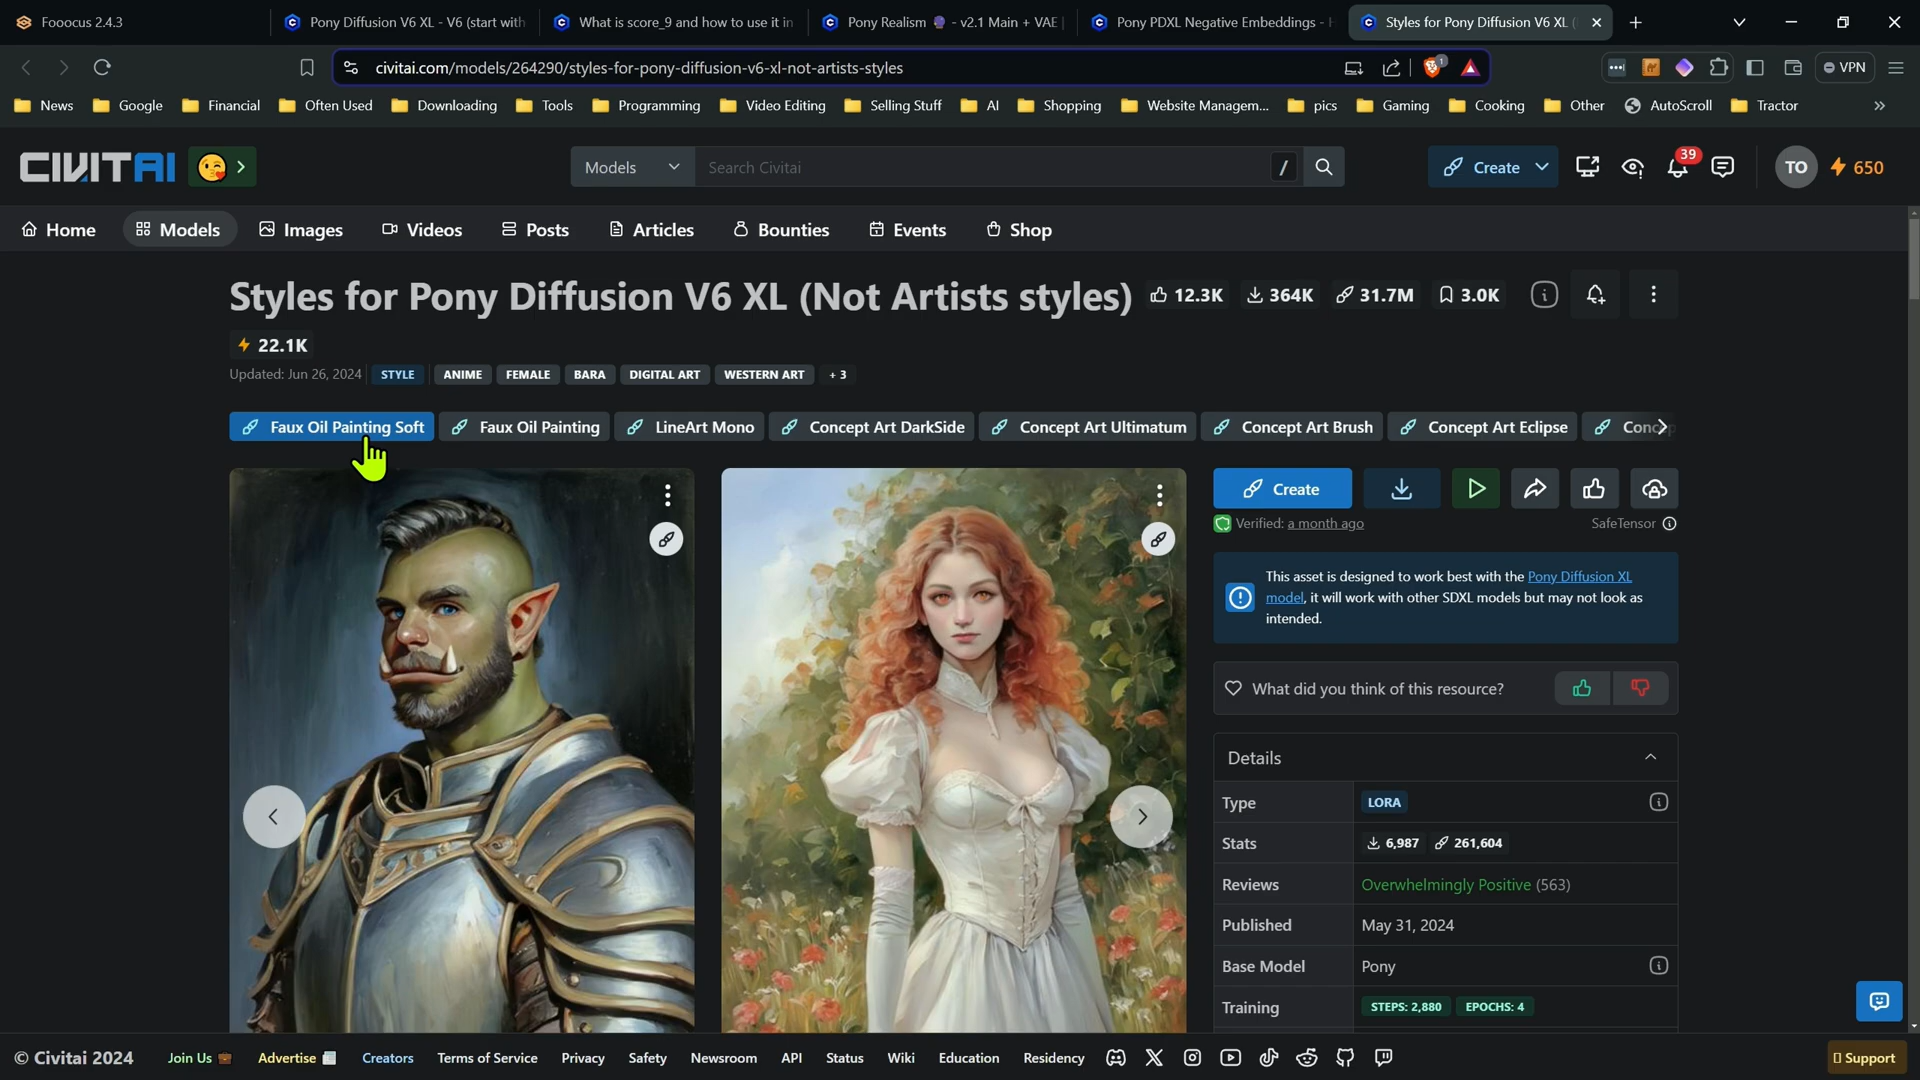 Fooocus 2.4.3
Pony Diffusion V6 XL - V6 (start with
What is score_9 and how to use it in
Pony Realism - v2.1 Main + VAE
Pony PDXL Negative Embeddings -
Styles for Pony Diffusion V6 XL (
civitai.com/models/264290/styles-for-pony-diffusion-v6-xl-not-artists-styles
1
VPN
News
Google
Financial
Often Used
Downloading
Tools
Programming
Video Editing
Selling Stuff
AI
Shopping
Website Managem...
pics
Gaming
Cooking
Other
AutoScroll
Tractor
CIVITAI
Models
Search Civitai
/
Create
39
TO
650
Home
Models
Images
Videos
Posts
Articles
Bounties
Events
Shop
Styles for Pony Diffusion V6 XL (Not Artists styles)
12.3K
364K
31.7M
3.0K
22.1K
Updated: Jun 26, 2024
STYLE
ANIME
FEMALE
BARA
DIGITAL ART
WESTERN ART
+ 3
Faux Oil Painting Soft
Faux Oil Painting
LineArt Mono
Concept Art DarkSide
Concept Art Ultimatum
Concept Art Brush
Concept Art Eclipse
Create
Verified: a month ago
SafeTensor
This asset is designed to work best with the Pony Diffusion XL
model, it will work with other SDXL models but may not look as
intended.
What did you think of this resource?
Details
Type
LORA
Stats
6,987
261,604
Reviews
Overwhelmingly Positive (563)
Published
May 31, 2024
Base Model
Pony
Training
STEPS: 2,880
EPOCHS: 4
© Civitai 2024
Join Us
Advertise
Creators
Terms of Service
Privacy
Safety
Newsroom
API
Status
Wiki
Education
Residency
Support